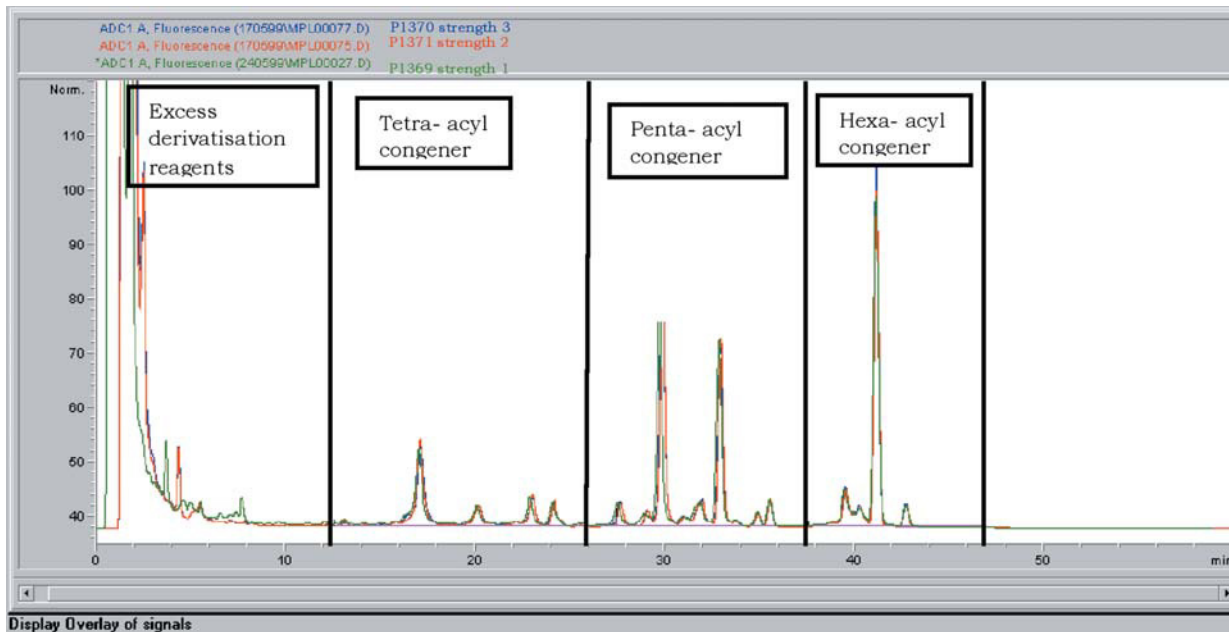 ADC1 A, Fluorescence (170599\MPL00077.D) P1370 strength 3
ADC1 A, Fluorescence (170599\MPL00075.D) P1371 strength 2
*ADC1 A, Fluorescence (240599\MPL00027.D) P1369 strength 1
Norm.
110
100
90
80
70
60
50
40
Excess
derivatisation
reagents
Tetra- acyl
congener
Penta- acyl
congener
Hexa- acyl
congener
0 10 20 30 40 50 min
Display Overlay of signals